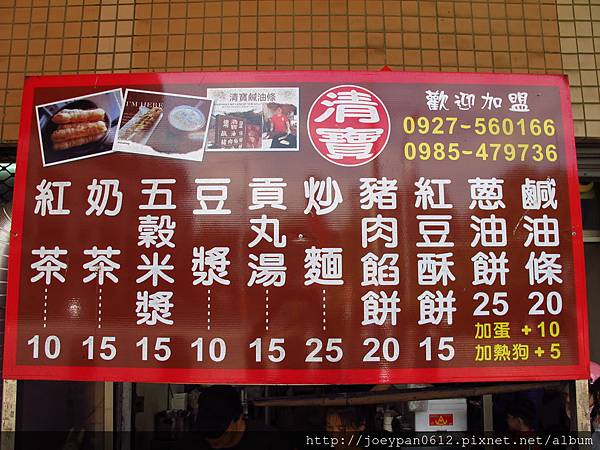 I'M HERE
清寶鹹油條
清寶
歡迎加盟
0927-560166
0985-479736
鹹油條 20
蔥油餅 25
加蛋 +10
加熱狗 +5
紅豆酥餅 15
豬肉餡餅 20
炒麵 25
貢丸湯 15
豆漿 10
五穀米漿 15
奶茶 15
紅茶 10
http://joeypan0612.pixnet.net/album